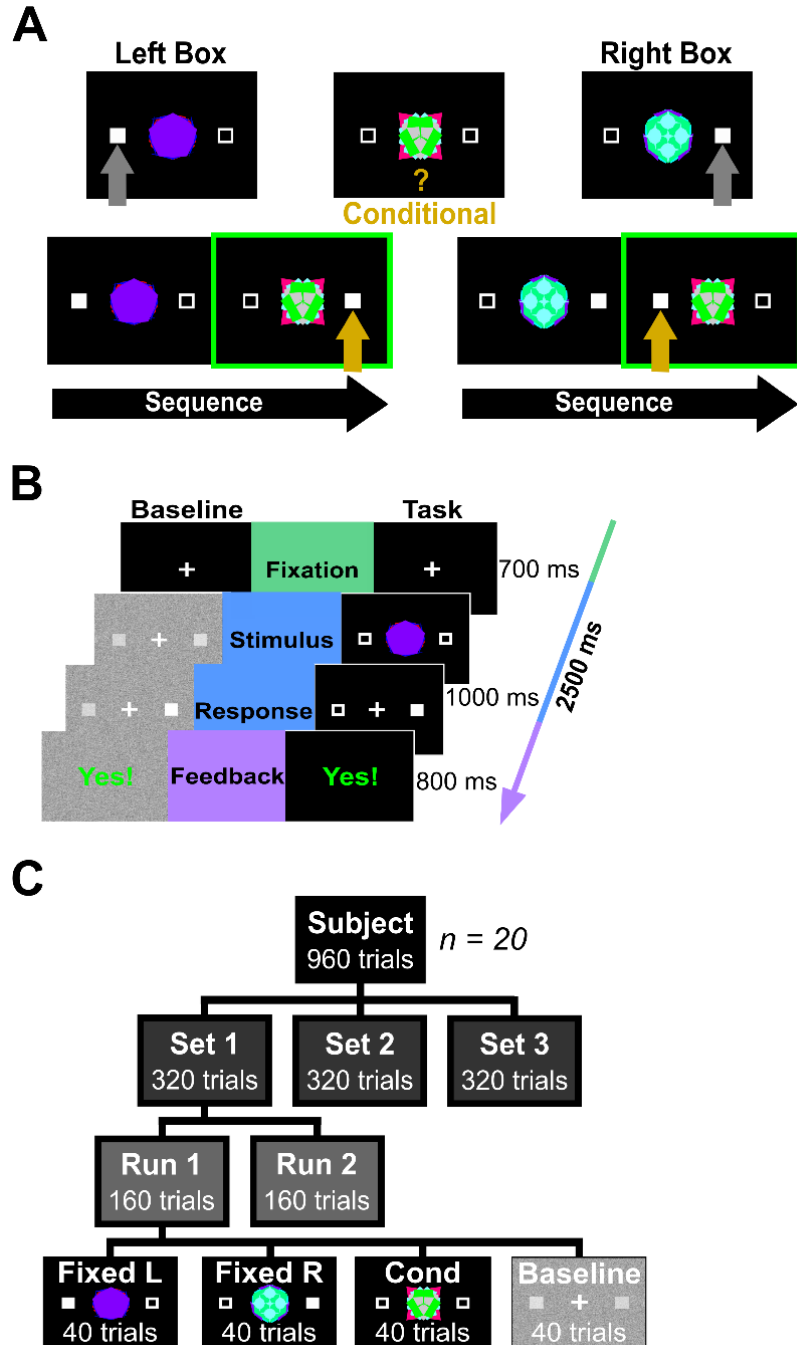 A
Left Box
Right Box
?
Conditional
Sequence
Sequence
B
Baseline
Task
Fixation
700 ms
Stimulus
1000 ms
Response
2500 ms
Yes!
Feedback
Yes!
800 ms
C
Subject
960 trials
n = 20
Set 1
320 trials
Set 2
320 trials
Set 3
320 trials
Run 1
160 trials
Run 2
160 trials
Fixed L
40 trials
Fixed R
40 trials
Cond
40 trials
Baseline
40 trials